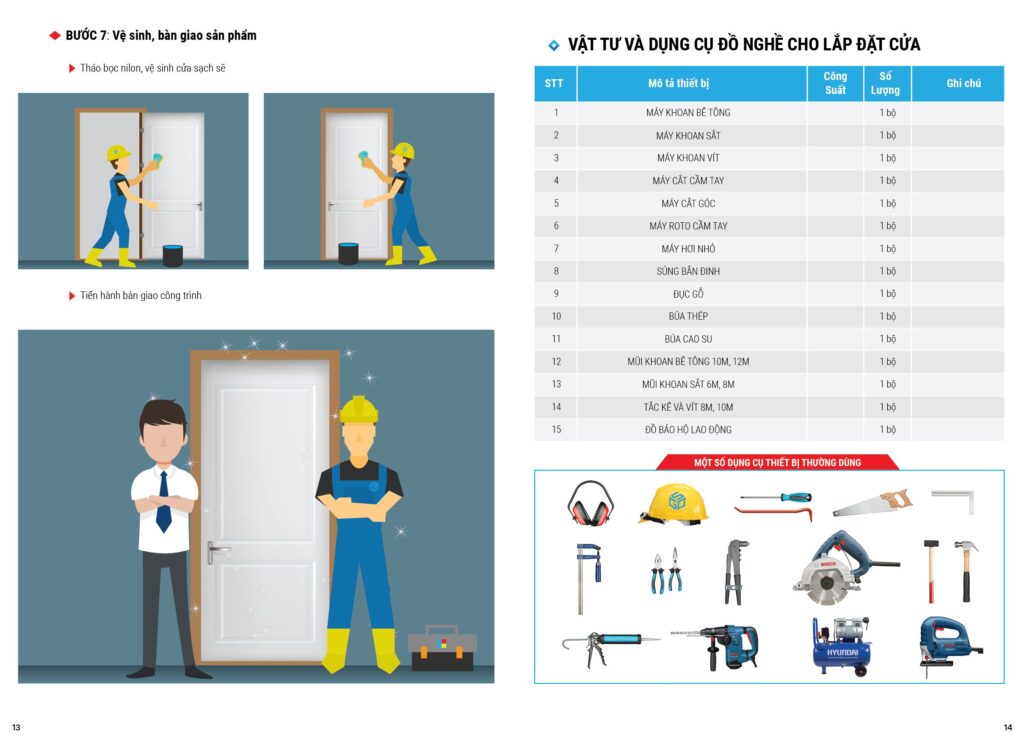 BƯỚC 7: Vệ sinh, bàn giao sản phẩm
Tháo bọc nilon, vệ sinh cửa sạch sẽ
Tiến hành bàn giao công trình
13
VẬT TƯ VÀ DỤNG CỤ ĐỒ NGHỀ CHO LẮP ĐẶT CỬA
STT Mô tả thiết bị Công Suất Số Lượng Ghi chú
1 MÁY KHOAN BÊ TÔNG 1 bộ
2 MÁY KHOAN SẮT 1 bộ
3 MÁY KHOAN VÍT 1 bộ
4 MÁY CẮT CẦM TAY 1 bộ
5 MÁY CẮT GÓC 1 bộ
6 MÁY ROTO CẦM TAY 1 bộ
7 MÁY HƠI NHỎ 1 bộ
8 SÚNG BẮN ĐINH 1 bộ
9 ĐỤC GỖ 1 bộ
10 BÚA THÉP 1 bộ
11 BÚA CAO SU 1 bộ
12 MŨI KHOAN BÊ TÔNG 10M, 12M 1 bộ
13 MŨI KHOAN SẮT 6M, 8M 1 bộ
14 TẮC KÊ VÀ VÍT 8M, 10M 1 bộ
15 ĐỒ BẢO HỘ LAO ĐỘNG 1 bộ
MỘT SỐ DỤNG CỤ THIẾT BỊ THƯỜNG DÙNG
BOSCH
HYUNDAI
14